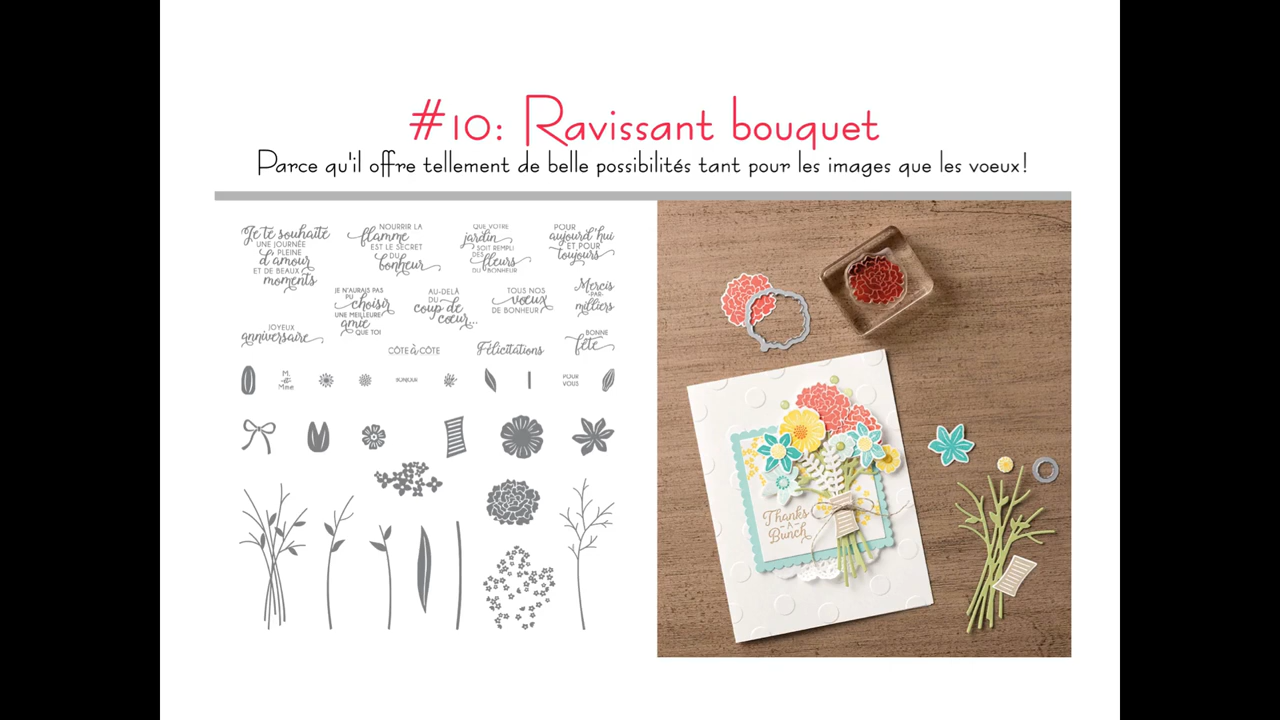 #10: Ravissant bouquet
Parce qu'il offre tellement de belle possibilités tant pour les images que les voeux!
Je te souhaite
UNE JOURNÉE
PLEINE
d'amour
ET DE BEAUX
moments
NOURRIR LA
flamme
EST LE SECRET
DU
bonheur
QUE VOTRE
jardin
SOIT REMPLI
DES
fleurs
DU BONHEUR
POUR
aujourd'hui
ET POUR
toujours
JE N'AURAIS PAS
PU
choisir
UNE MEILLEURE
amie
QUE TOI
AU-DELÀ
DU
coup de
cœur...
TOUS NOS
vœux
DE BONHEUR
Mercis
-PAR-
milliers
JOYEUX
anniversaire
CÔTE à CÔTE
Félicitations
BONNE
fête
M.
et
Mme
BONJOUR
POUR
VOUS
Thanks
-A-
Bunch